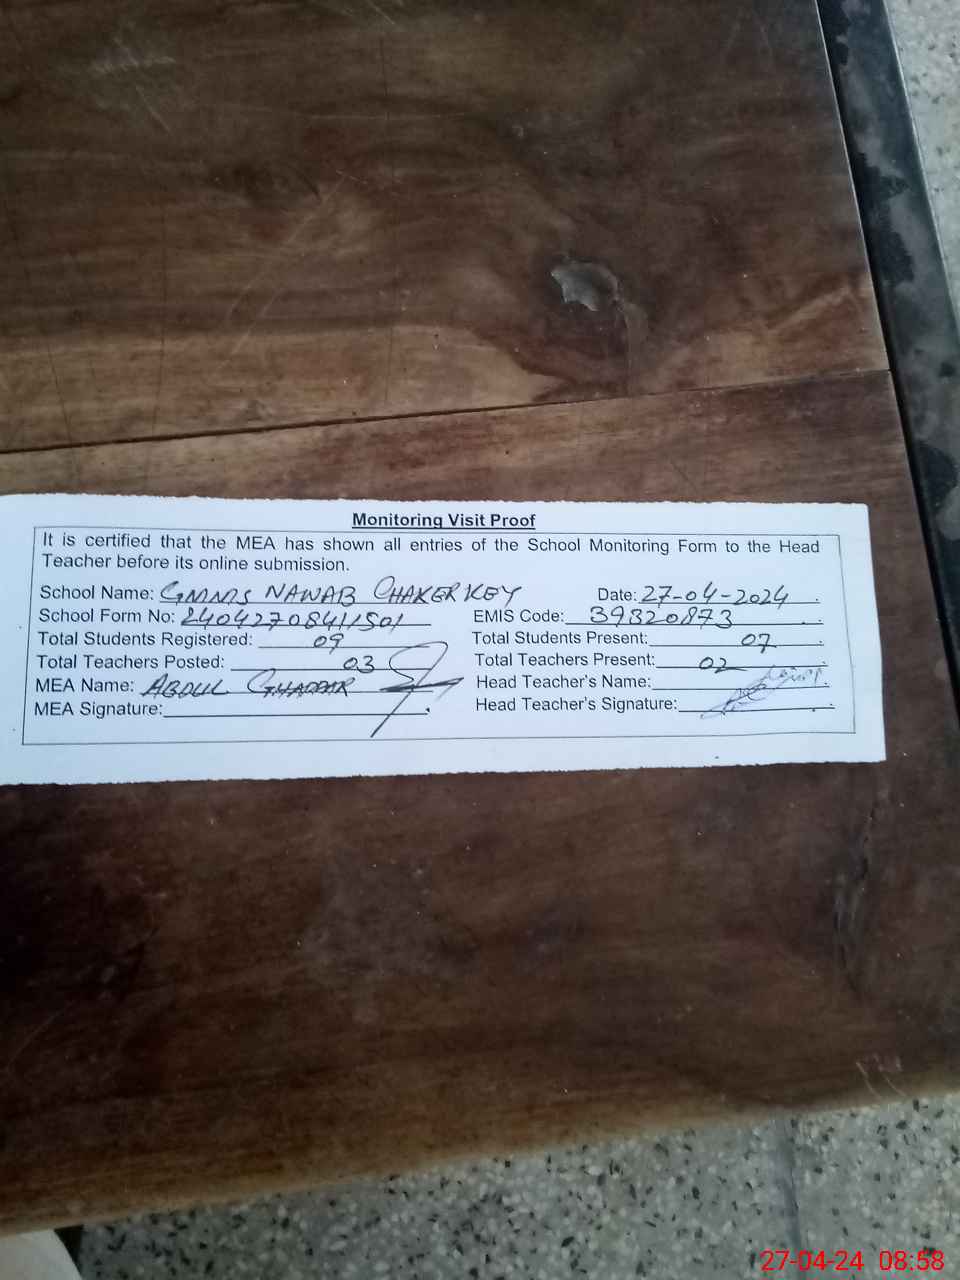 Monitoring Visit Proof
It is certified that the MEA has shown all entries of the School Monitoring Form to the Head
Teacher before its online submission.
School Name: GMMS NAWAB CHAKER KEY Date: 27-04-2024
School Form No: 24042708411501 EMIS Code: 39320873
Total Students Registered: 09 Total Students Present: 07
Total Teachers Posted: 03 Total Teachers Present: 02
MEA Name: ABDUL GHAFFAR Head Teacher's Name:
MEA Signature: Head Teacher's Signature:
27-04-24 08:58